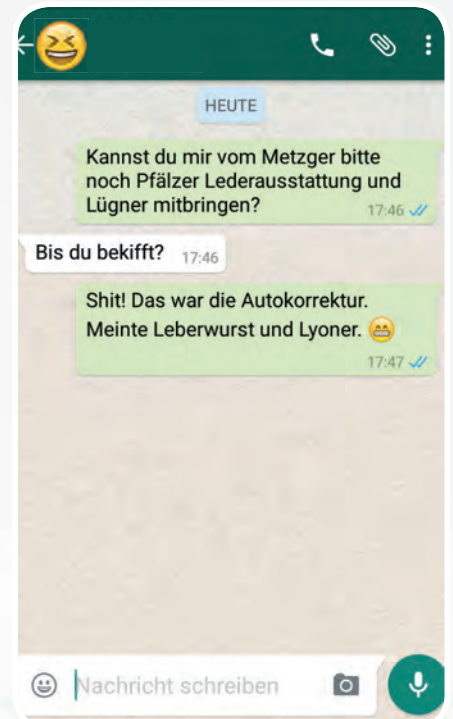 HEUTE
Kannst du mir vom Metzger bitte
noch Pfälzer Lederausstattung und
Lügner mitbringen?
17:46
Bis du bekifft? 17:46
Shit! Das war die Autokorrektur.
Meinte Leberwurst und Lyoner. 😁
17:47
Nachricht schreiben